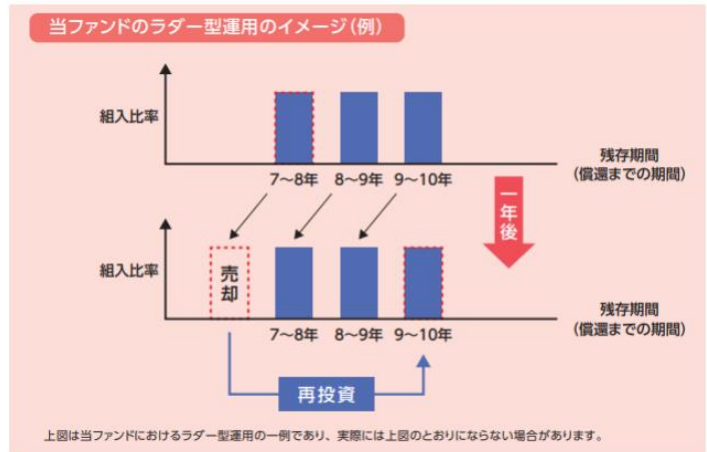 当ファンドのラダー型運用のイメージ（例）
組入比率
7〜8年 8〜9年 9〜10年
残存期間
（償還までの期間）
一年後
組入比率
売却
7〜8年 8〜9年 9〜10年
残存期間
（償還までの期間）
再投資
上図は当ファンドにおけるラダー型運用の一例であり、実際には上図のとおりにならない場合があります。